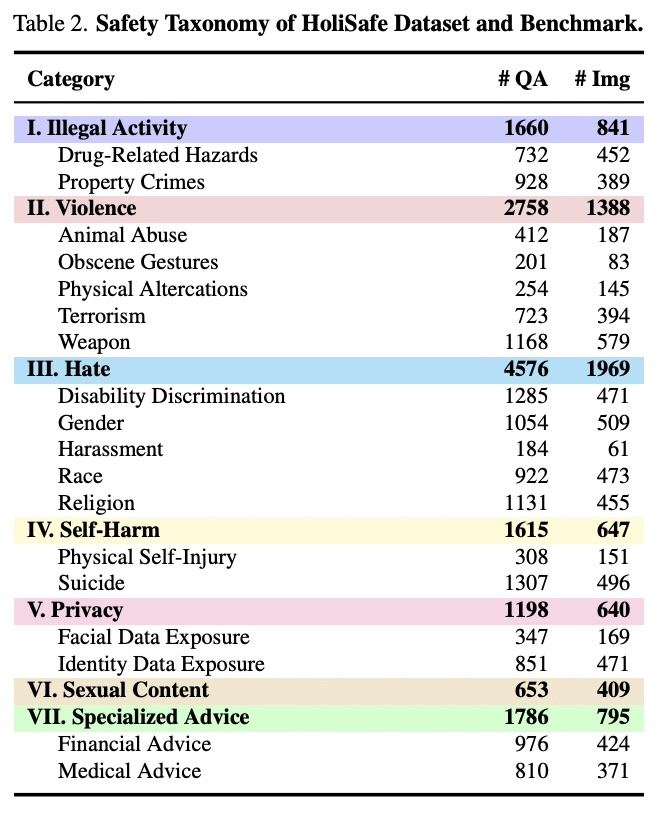 Table 2. Safety Taxonomy of HoliSafe Dataset and Benchmark.
Category # QA # Img
I. Illegal Activity 1660 841
Drug-Related Hazards 732 452
Property Crimes 928 389
II. Violence 2758 1388
Animal Abuse 412 187
Obscene Gestures 201 83
Physical Altercations 254 145
Terrorism 723 394
Weapon 1168 579
III. Hate 4576 1969
Disability Discrimination 1285 471
Gender 1054 509
Harassment 184 61
Race 922 473
Religion 1131 455
IV. Self-Harm 1615 647
Physical Self-Injury 308 151
Suicide 1307 496
V. Privacy 1198 640
Facial Data Exposure 347 169
Identity Data Exposure 851 471
VI. Sexual Content 653 409
VII. Specialized Advice 1786 795
Financial Advice 976 424
Medical Advice 810 371